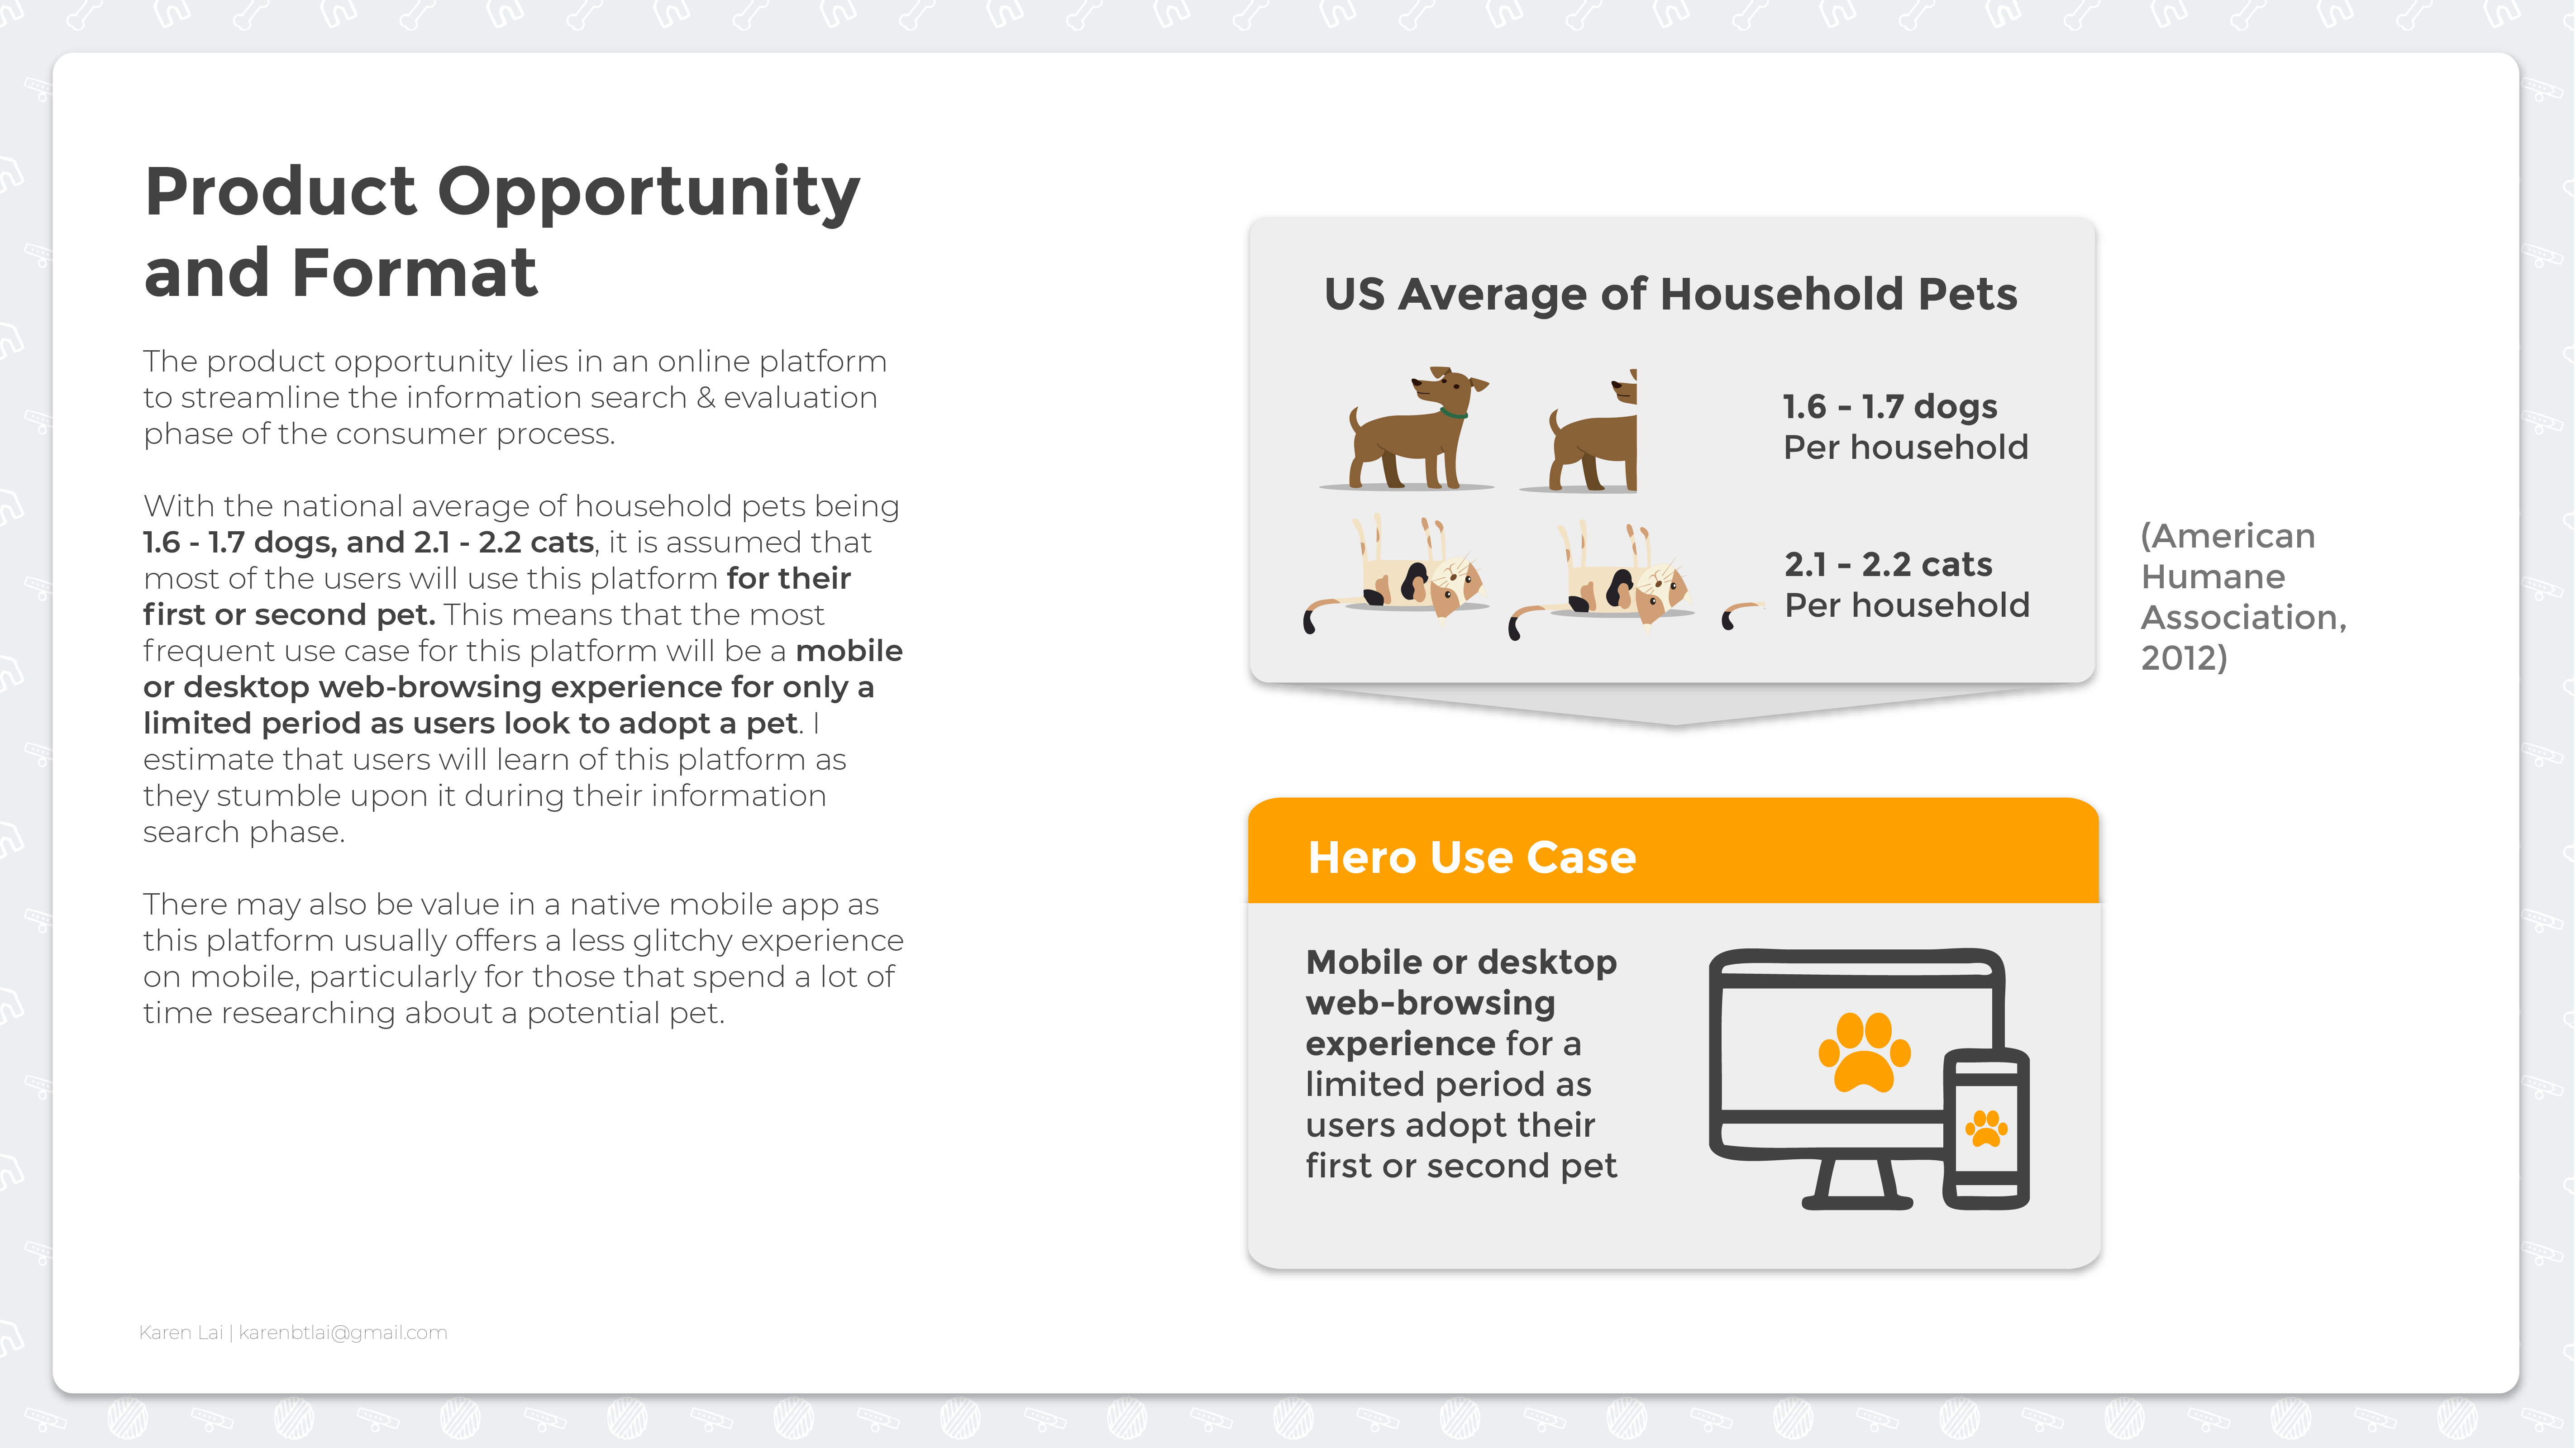 Product Opportunity
and Format
The product opportunity lies in an online platform
to streamline the information search & evaluation
phase of the consumer process.
With the national average of household pets being
1.6 - 1.7 dogs, and 2.1 - 2.2 cats, it is assumed that
most of the users will use this platform for their
first or second pet. This means that the most
frequent use case for this platform will be a mobile
or desktop web-browsing experience for only a
limited period as users look to adopt a pet. I
estimate that users will learn of this platform as
they stumble upon it during their information
search phase.
There may also be value in a native mobile app as
this platform usually offers a less glitchy experience
on mobile, particularly for those that spend a lot of
time researching about a potential pet.
US Average of Household Pets
1.6 - 1.7 dogs
Per household
2.1 - 2.2 cats
Per household
(American
Humane
Association,
2012)
Hero Use Case
Mobile or desktop
web-browsing
experience for a
limited period as
users adopt their
first or second pet
Karen Lai | karenbtlai@gmail.com